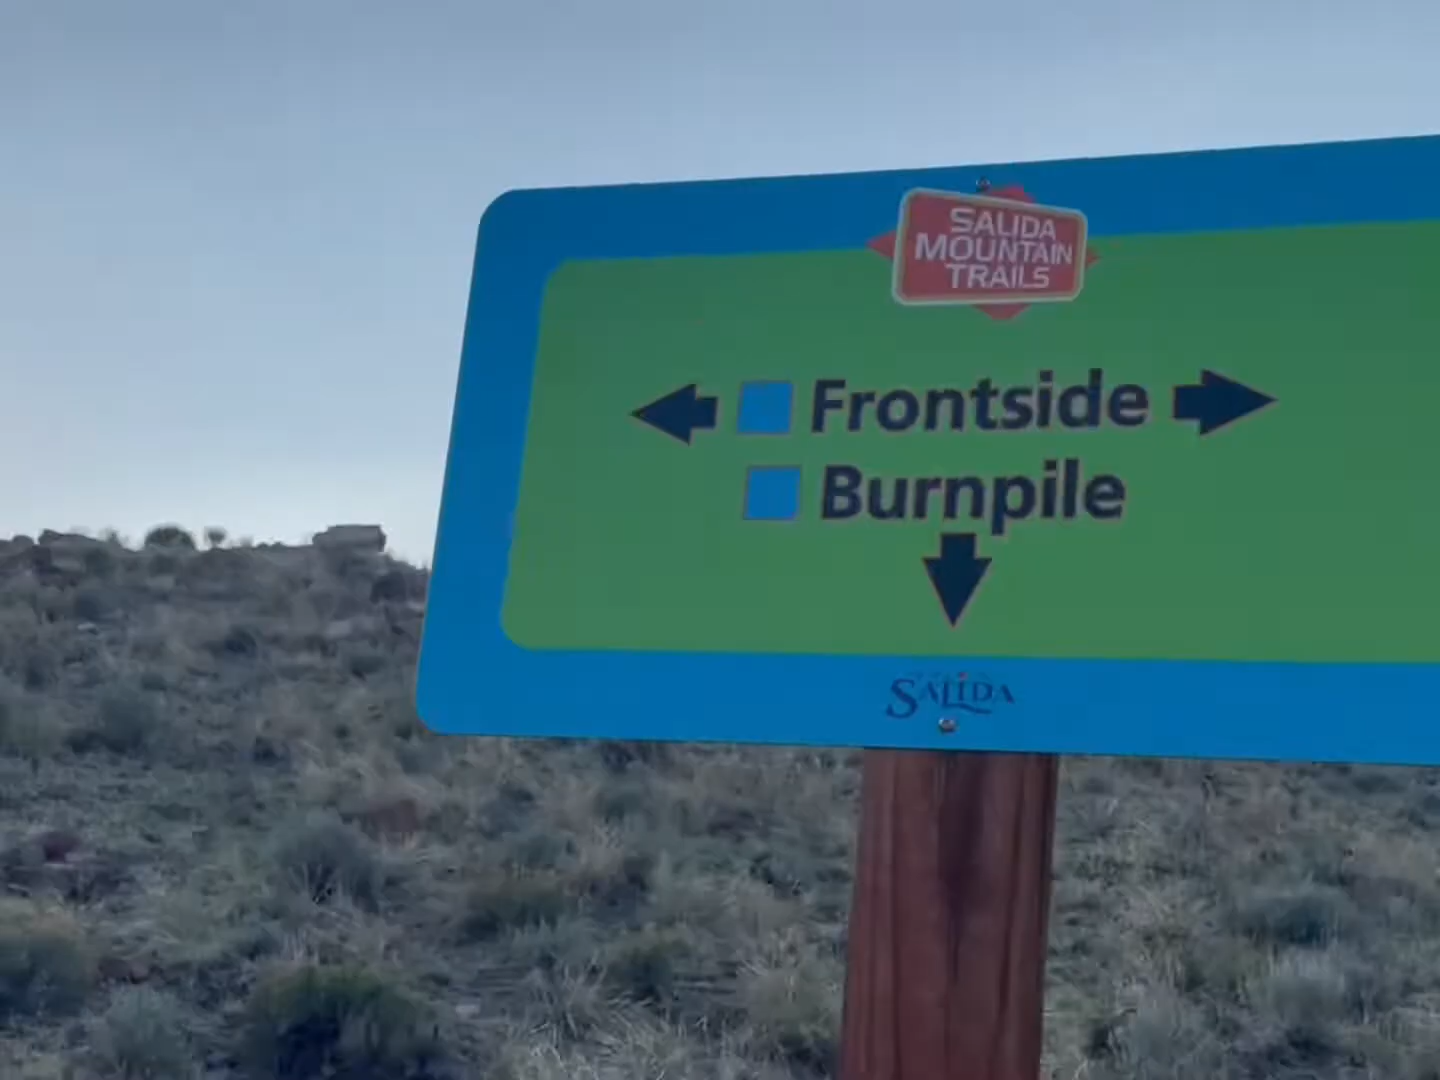 SALIDA
MOUNTAIN
TRAILS
Frontside
Burnpile
SALIDA